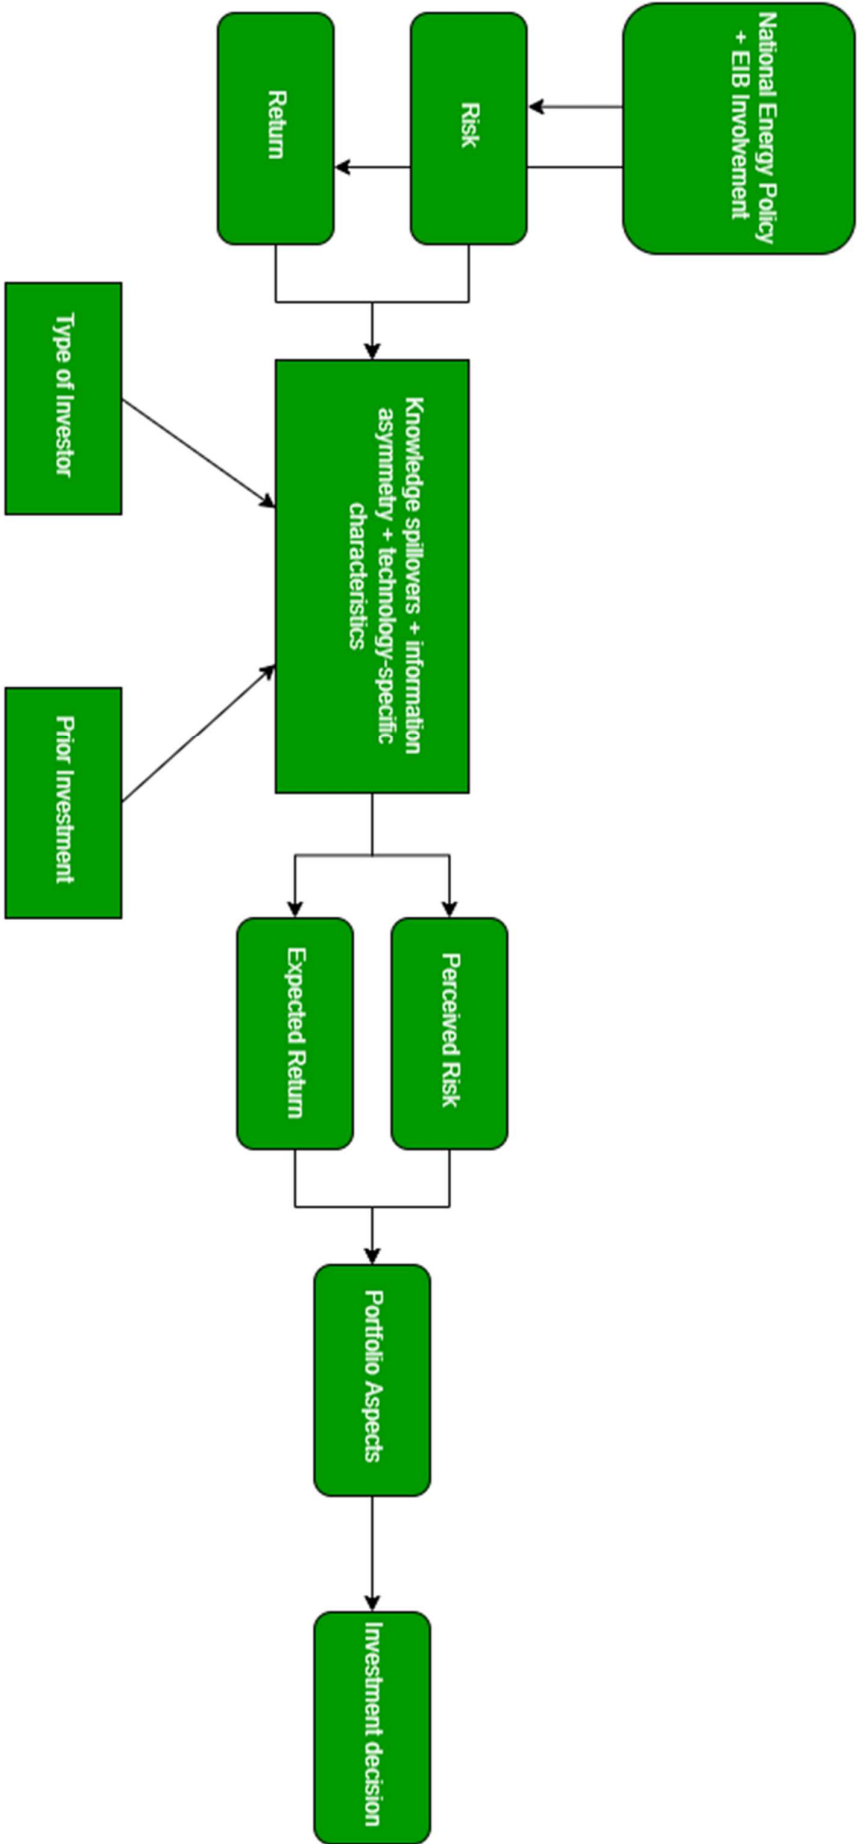 National Energy Policy
+ EIB Involvement
Risk
Return
Knowledge spillovers + information
asymmetry + technology-specific
characteristics
Type of Investor
Prior Investment
Perceived Risk
Expected Return
Portfolio Aspects
Investment decision